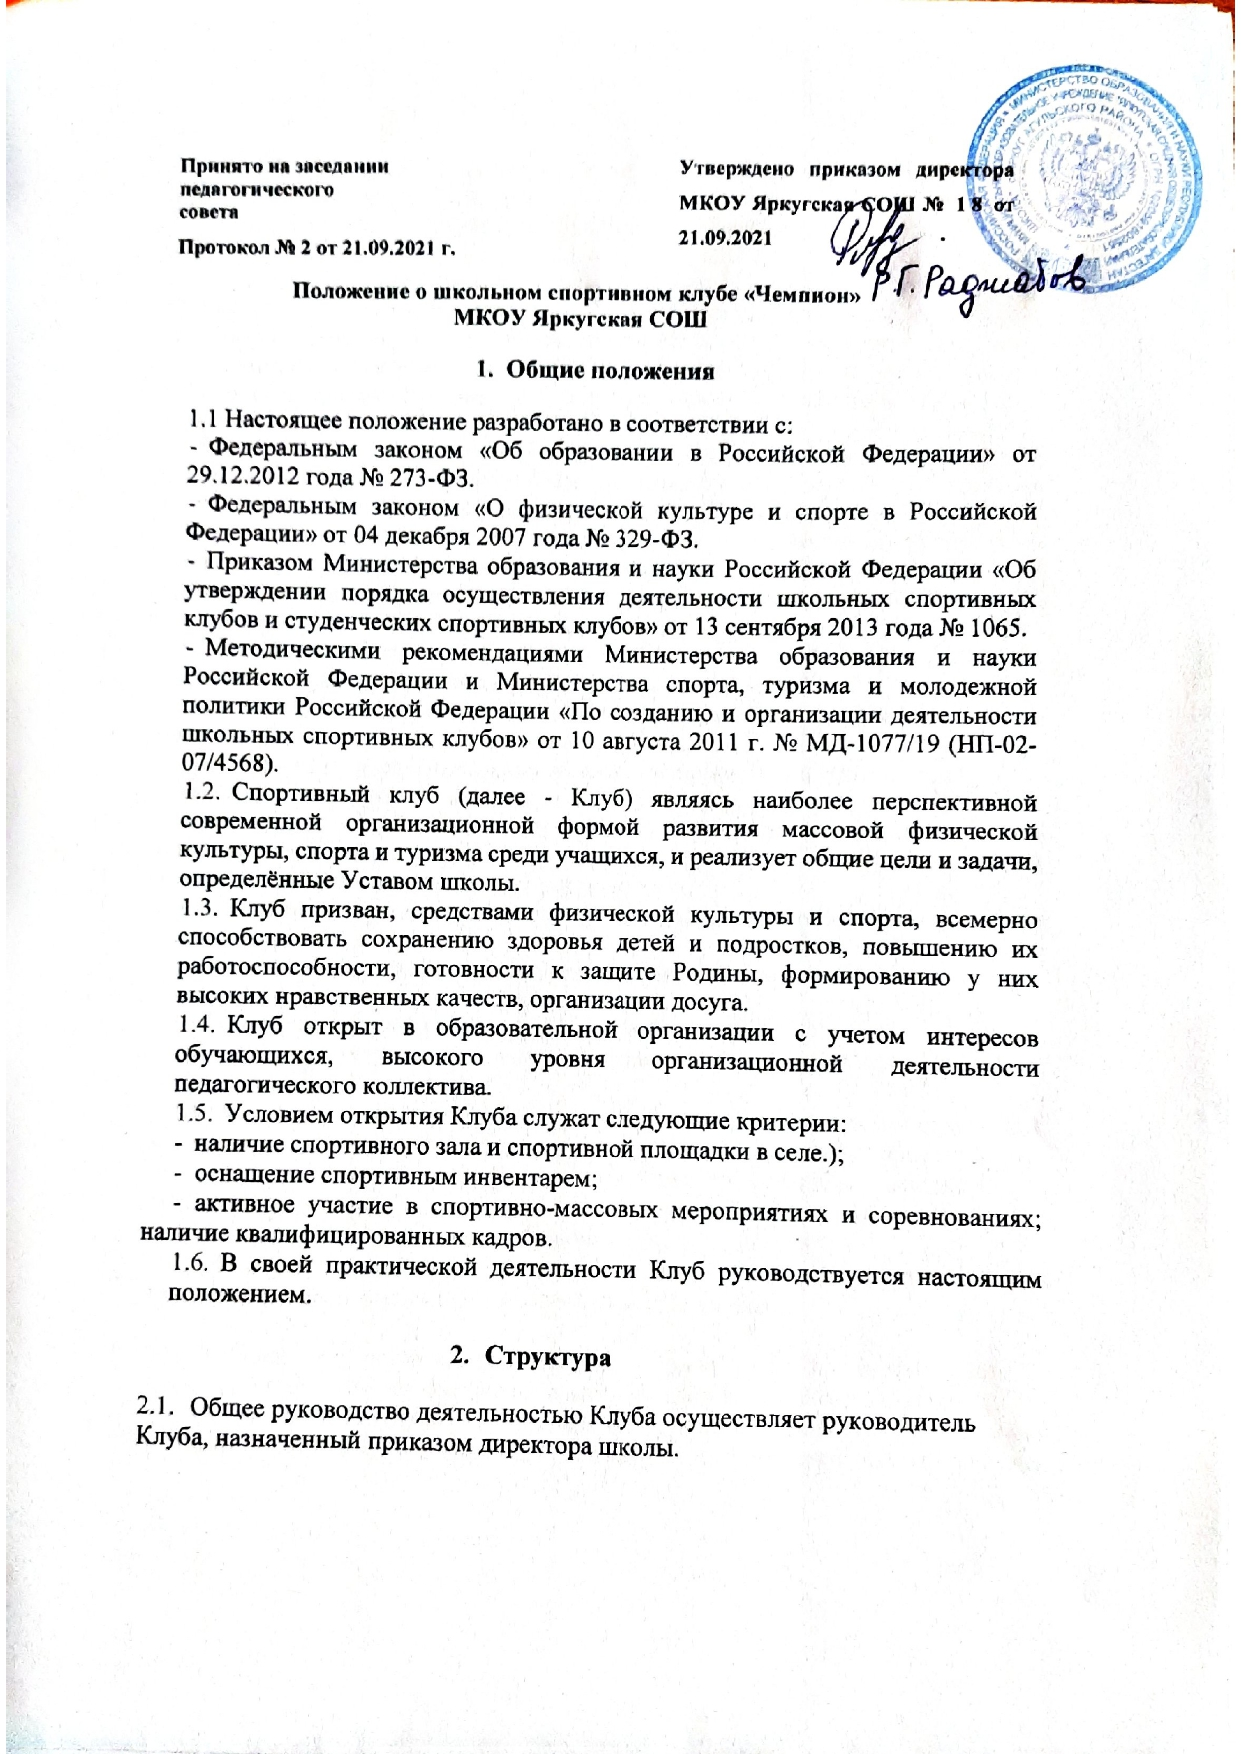 Принято на заседании
педагогического
совета
Протокол № 2 от 21.09.2021 г.
Утверждено приказом директора
МКОУ Яркугская СОШ № 18 от
21.09.2021
Р.Г. Раджабов
Положение о школьном спортивном клубе «Чемпион»
МКОУ Яркугская СОШ
1. Общие положения
1.1 Настоящее положение разработано в соответствии с:
- Федеральным законом «Об образовании в Российской Федерации» от
29.12.2012 года № 273-ФЗ.
- Федеральным законом «О физической культуре и спорте в Российской
Федерации» от 04 декабря 2007 года № 329-ФЗ.
- Приказом Министерства образования и науки Российской Федерации «Об
утверждении порядка осуществления деятельности школьных спортивных
клубов и студенческих спортивных клубов» от 13 сентября 2013 года № 1065.
- Методическими рекомендациями Министерства образования и науки
Российской Федерации и Министерства спорта, туризма и молодежной
политики Российской Федерации «По созданию и организации деятельности
школьных спортивных клубов» от 10 августа 2011 г. № МД-1077/19 (НП-02-
07/4568).
1.2. Спортивный клуб (далее - Клуб) являясь наиболее перспективной
современной организационной формой развития массовой физической
культуры, спорта и туризма среди учащихся, и реализует общие цели и задачи,
определённые Уставом школы.
1.3. Клуб призван, средствами физической культуры и спорта, всемерно
способствовать сохранению здоровья детей и подростков, повышению их
работоспособности, готовности к защите Родины, формированию у них
высоких нравственных качеств, организации досуга.
1.4. Клуб открыт в образовательной организации с учетом интересов
обучающихся, высокого уровня организационной деятельности
педагогического коллектива.
1.5. Условием открытия Клуба служат следующие критерии:
- наличие спортивного зала и спортивной площадки в селе.);
- оснащение спортивным инвентарем;
- активное участие в спортивно-массовых мероприятиях и соревнованиях;
наличие квалифицированных кадров.
1.6. В своей практической деятельности Клуб руководствуется настоящим
положением.
2. Структура
2.1. Общее руководство деятельностью Клуба осуществляет руководитель
Клуба, назначенный приказом директора школы.